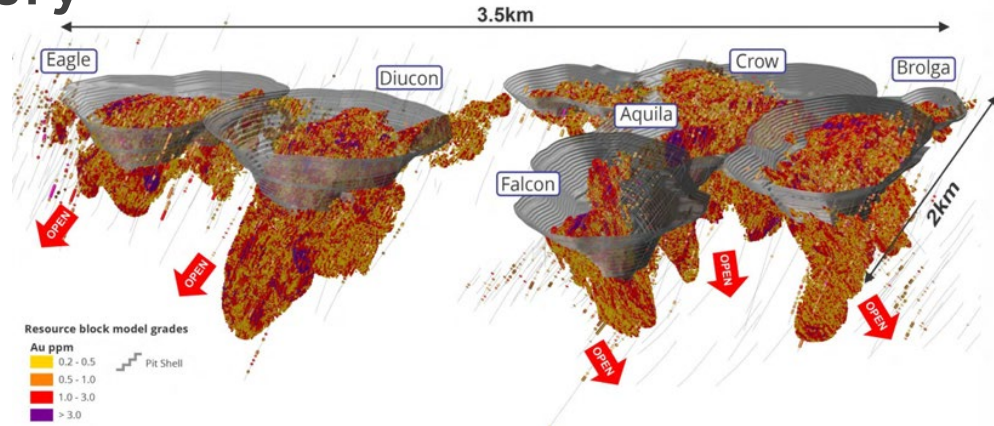 3.5km
Eagle
Diucon
Crow
Brolga
Aquila
Falcon
2km
OPEN
OPEN
OPEN
OPEN
OPEN
Resource block model grades
Au ppm
0.2 - 0.5
0.5 - 1.0
1.0 - 3.0
> 3.0
Pit Shell